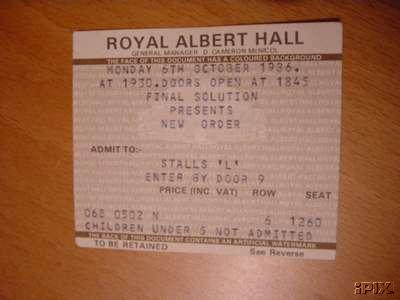 ROYAL ALBERT HALL
GENERAL MANAGER D CAMERON McNICOL
THE FACE OF THIS DOCUMENT HAS A COLOURED BACKGROUND
MONDAY 6TH OCTOBER 1986.
AT 1930.DOORS OPEN AT 1845
FINAL SOLUTION
PRESENTS
NEW ORDER
ADMIT TO:-
STALLS 'L'
ENTER BY DOOR 9
PRICE (INC. VAT) ROW SEAT
068 0502 N 6 1260
CHILDREN UNDER 5 NOT ADMITTED
THE BACK OF THIS DOCUMENT CONTAINS AN ARTIFICIAL WATERMARK
TO BE RETAINED See Reverse
iPIX